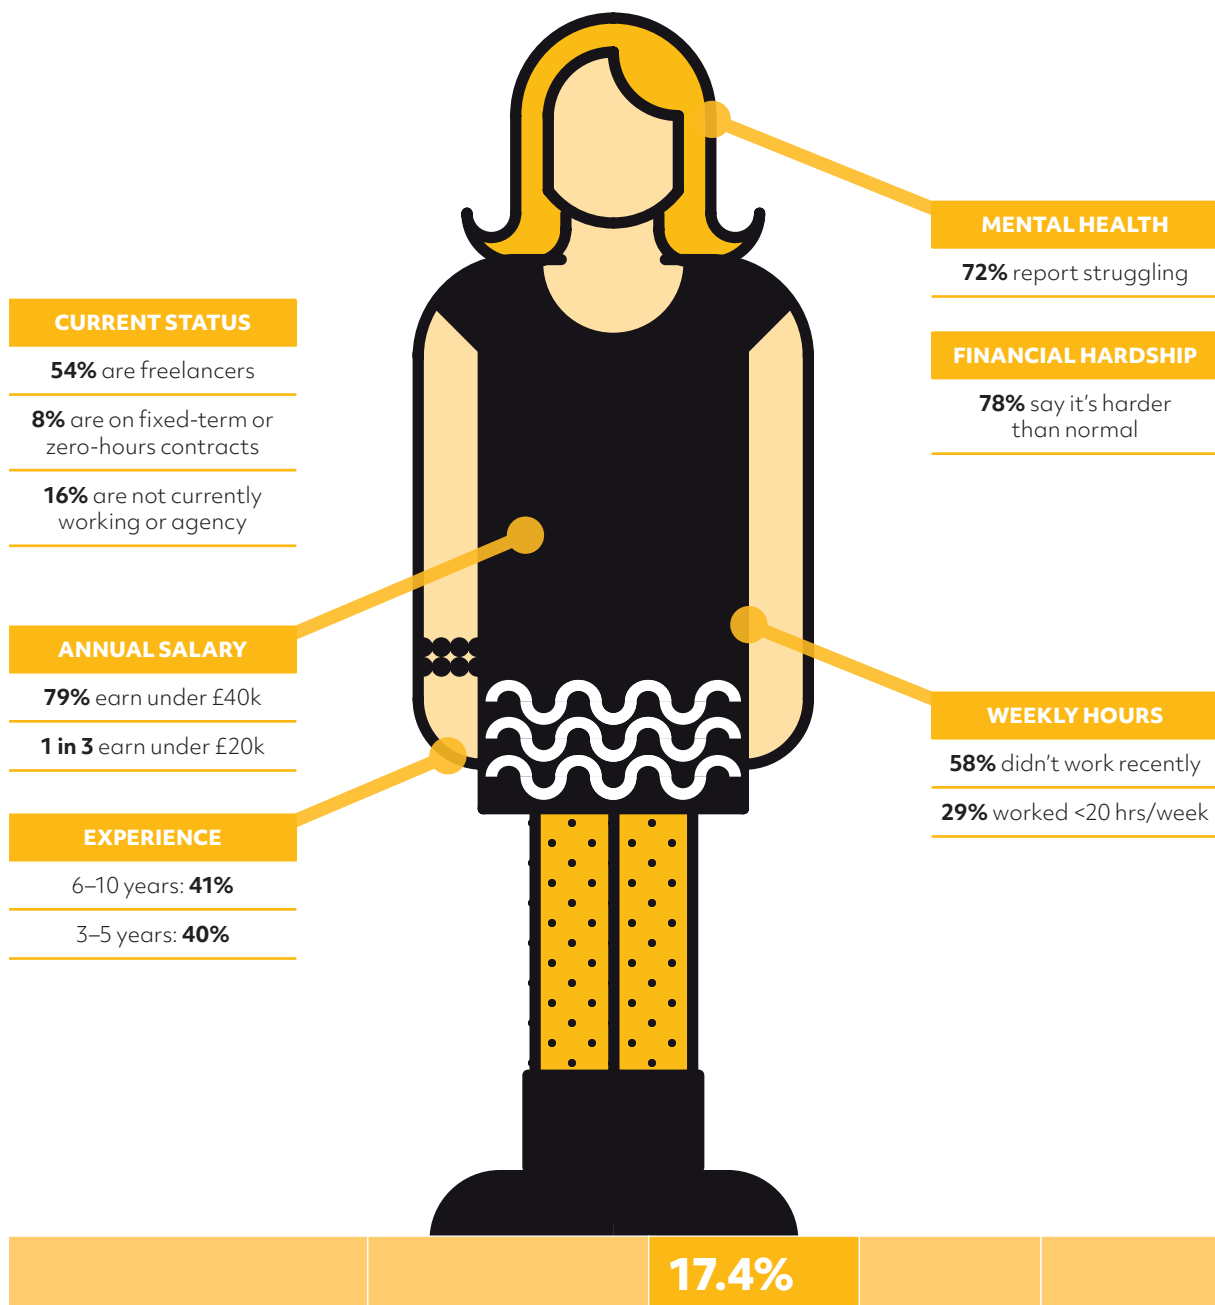 MENTAL HEALTH
72% report struggling
FINANCIAL HARDSHIP
78% say it’s harder
than normal
CURRENT STATUS
54% are freelancers
8% are on fixed-term or
zero-hours contracts
16% are not currently
working or agency
ANNUAL SALARY
79% earn under £40k
1 in 3 earn under £20k
EXPERIENCE
6–10 years: 41%
3–5 years: 40%
WEEKLY HOURS
58% didn’t work recently
29% worked <20 hrs/week
17.4%